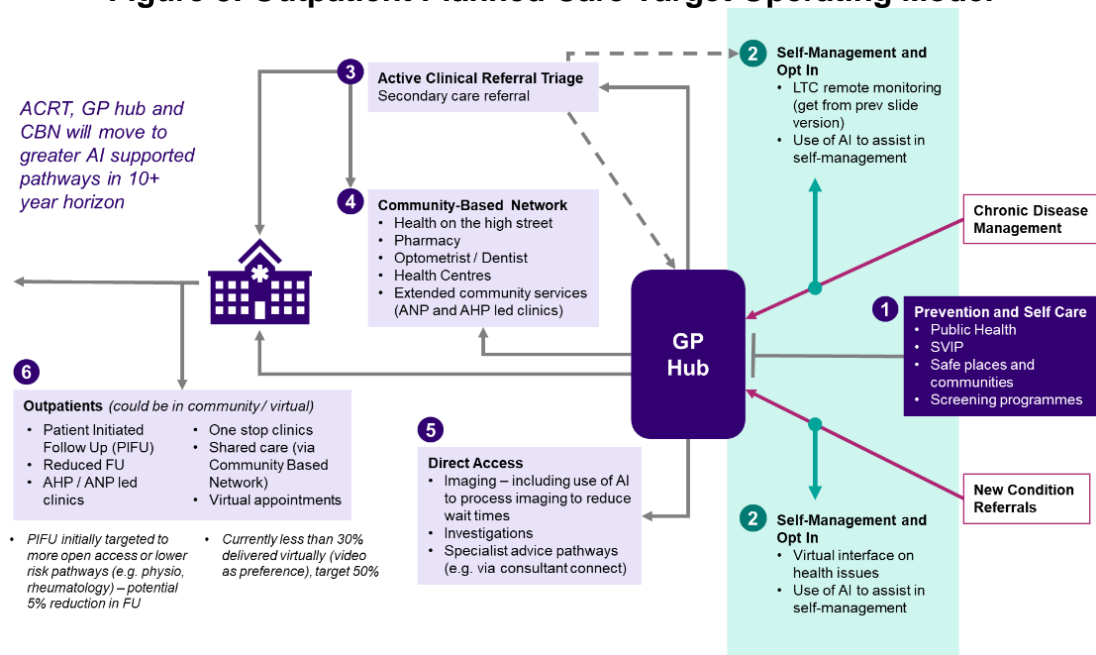 Figure 3: Outpatient Planned Care Target Operating Model
ACRT, GP hub and
CBN will move to
greater AI supported
pathways in 10+
year horizon
3
Active Clinical Referral Triage
Secondary care referral
2
Self-Management and
Opt In
• LTC remote monitoring
(get from prev slide
version)
• Use of AI to assist in
self-management
4
Community-Based Network
• Health on the high street
• Pharmacy
• Optometrist / Dentist
• Health Centres
• Extended community services
(ANP and AHP led clinics)
Chronic Disease
Management
GP
Hub
1
Prevention and Self Care
• Public Health
• SVIP
• Safe places and
communities
• Screening programmes
6
Outpatients (could be in community / virtual)
• Patient Initiated
Follow Up (PIFU)
• Reduced FU
• AHP / ANP led
clinics
• One stop clinics
• Shared care (via
Community Based
Network)
• Virtual appointments
• PIFU initially targeted to
more open access or lower
risk pathways (e.g. physio,
rheumatology) – potential
5% reduction in FU
• Currently less than 30%
delivered virtually (video
as preference), target 50%
5
Direct Access
• Imaging – including use of AI
to process imaging to reduce
wait times
• Investigations
• Specialist advice pathways
(e.g. via consultant connect)
New Condition
Referrals
2
Self-Management and
Opt In
• Virtual interface on
health issues
• Use of AI to assist in
self-management